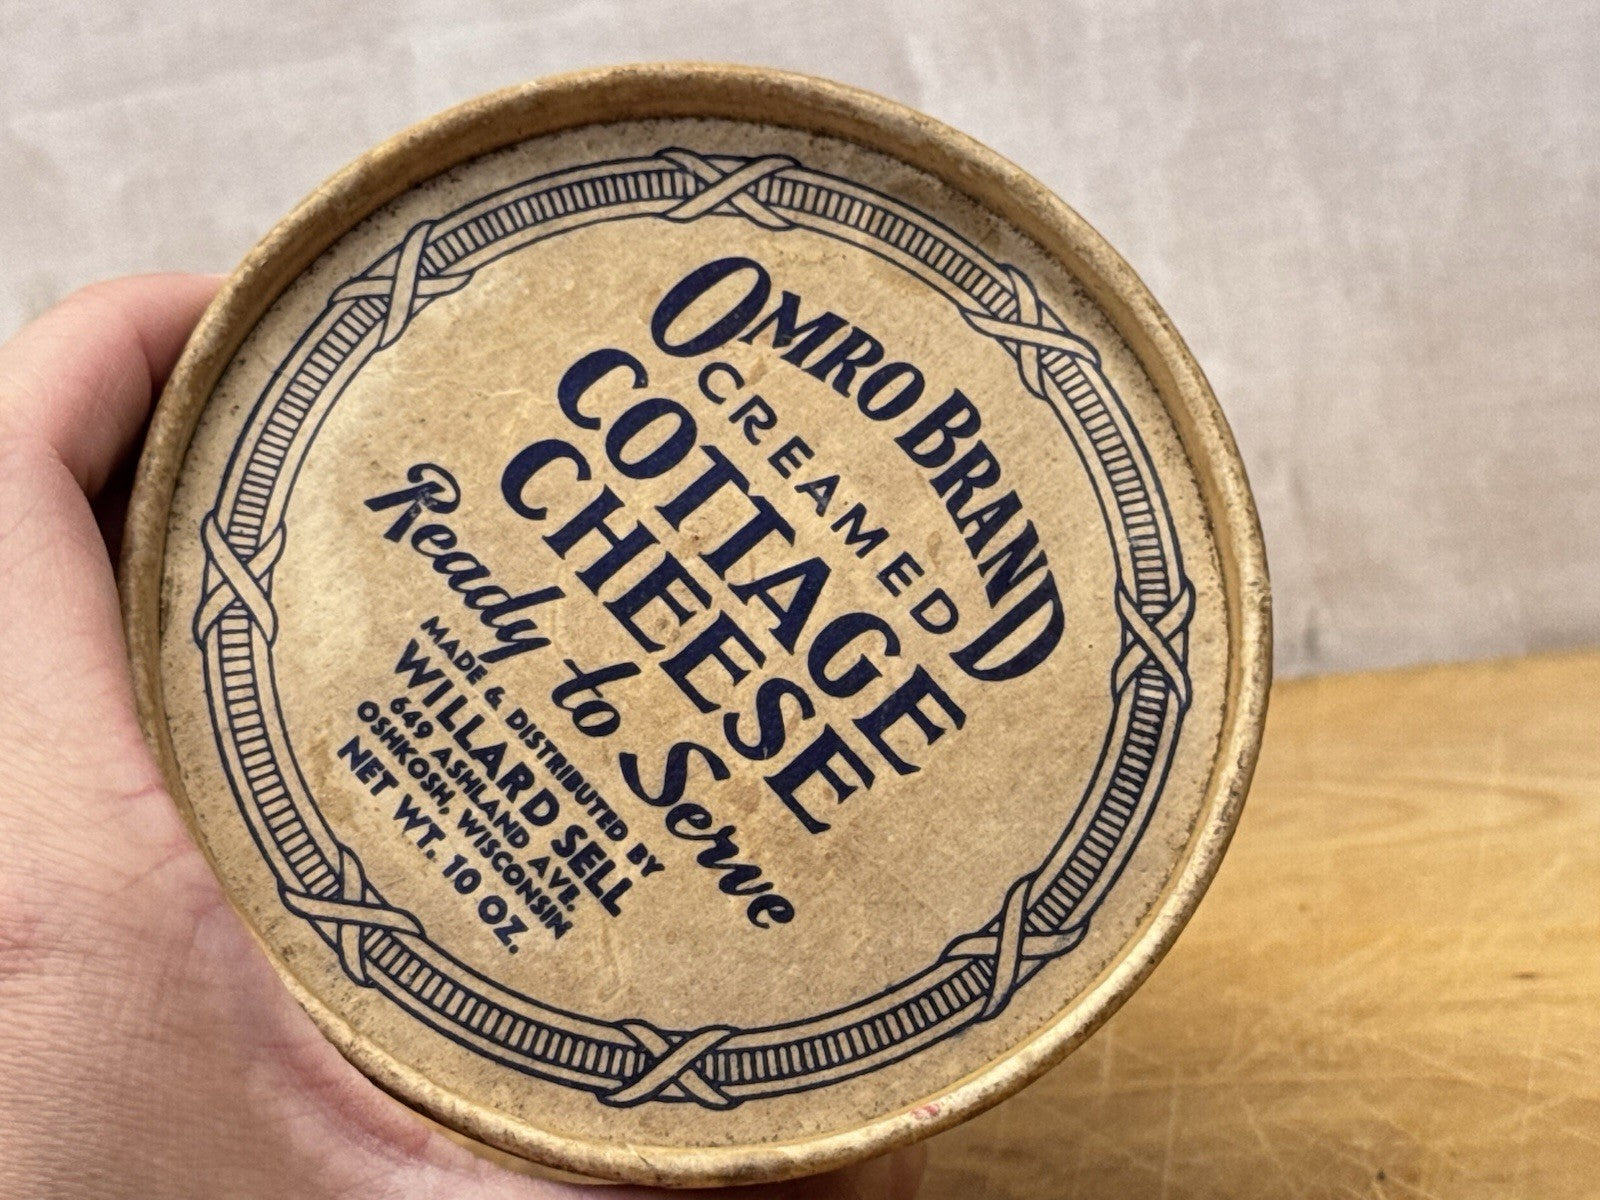 OMRO BRAND
CREAMED
COTTAGE
CHEESE
Ready to Serve
MADE & DISTRIBUTED BY
WILLARD SELL
649 ASHLAND AVE.
OSHKOSH, WISCONSIN
NET WT. 10 OZ.